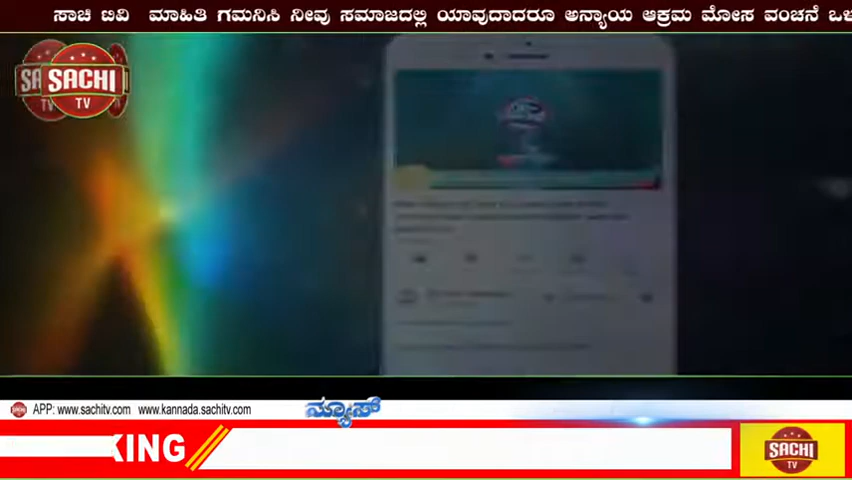 ಸಾಚಿ ಟಿವಿ ಮಾಹಿತಿ ಗಮನಿಸಿ ನೀವು ಸಮಾಜದಲ್ಲಿ ಯಾವುದಾದರೂ ಅನ್ಯಾಯ ಆಕ್ರಮ ಮೋಸ ವಂಚನೆ ಒಳ
SACHI
TV
APP: www.sachitv.com www.kannada.sachitv.com
ನ್ಯೂಸ್
KING
SACHI
TV